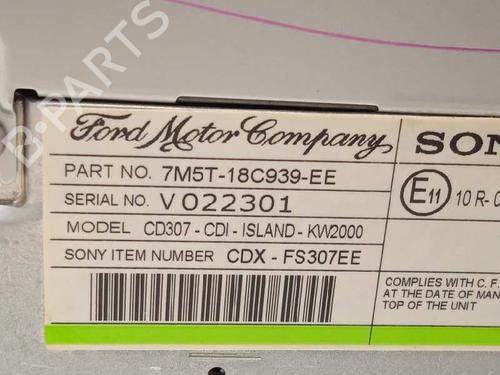 B-PARTS
Ford Motor Company
PART NO. 7M5T-18C939-EE
SERIAL NO. V 022301
MODEL CD307 - CDI - ISLAND - KW2000
SONY ITEM NUMBER CDX - FS307EE
SON
E11 10 R- 0
COMPLIES WITH C. F.
AT THE DATE OF MAN
TOP OF THE UNIT